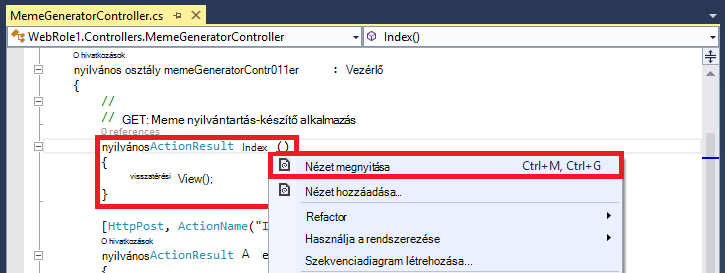 MemeGeneratorController.cs
WebRole1.Controllers.MemeGeneratorController Index()
0 hivatkozások
nyilvános osztály memeGeneratorContr011er : Vezérlő
{
//
// GET: Meme nyilvántartás-készítő alkalmazás
0 references
nyilvánosActionResult Index ()
{
visszatérési View();
}
Nézet megnyitása Ctrl+M, Ctrl+G
Nézet hozzáadása...
Refactor
Használja a rendszerezése
Szekvenciadiagram létrehozása...
[HttpPost, ActionName("I
0 hivatkozások
nyilvánosActionResult A e
{